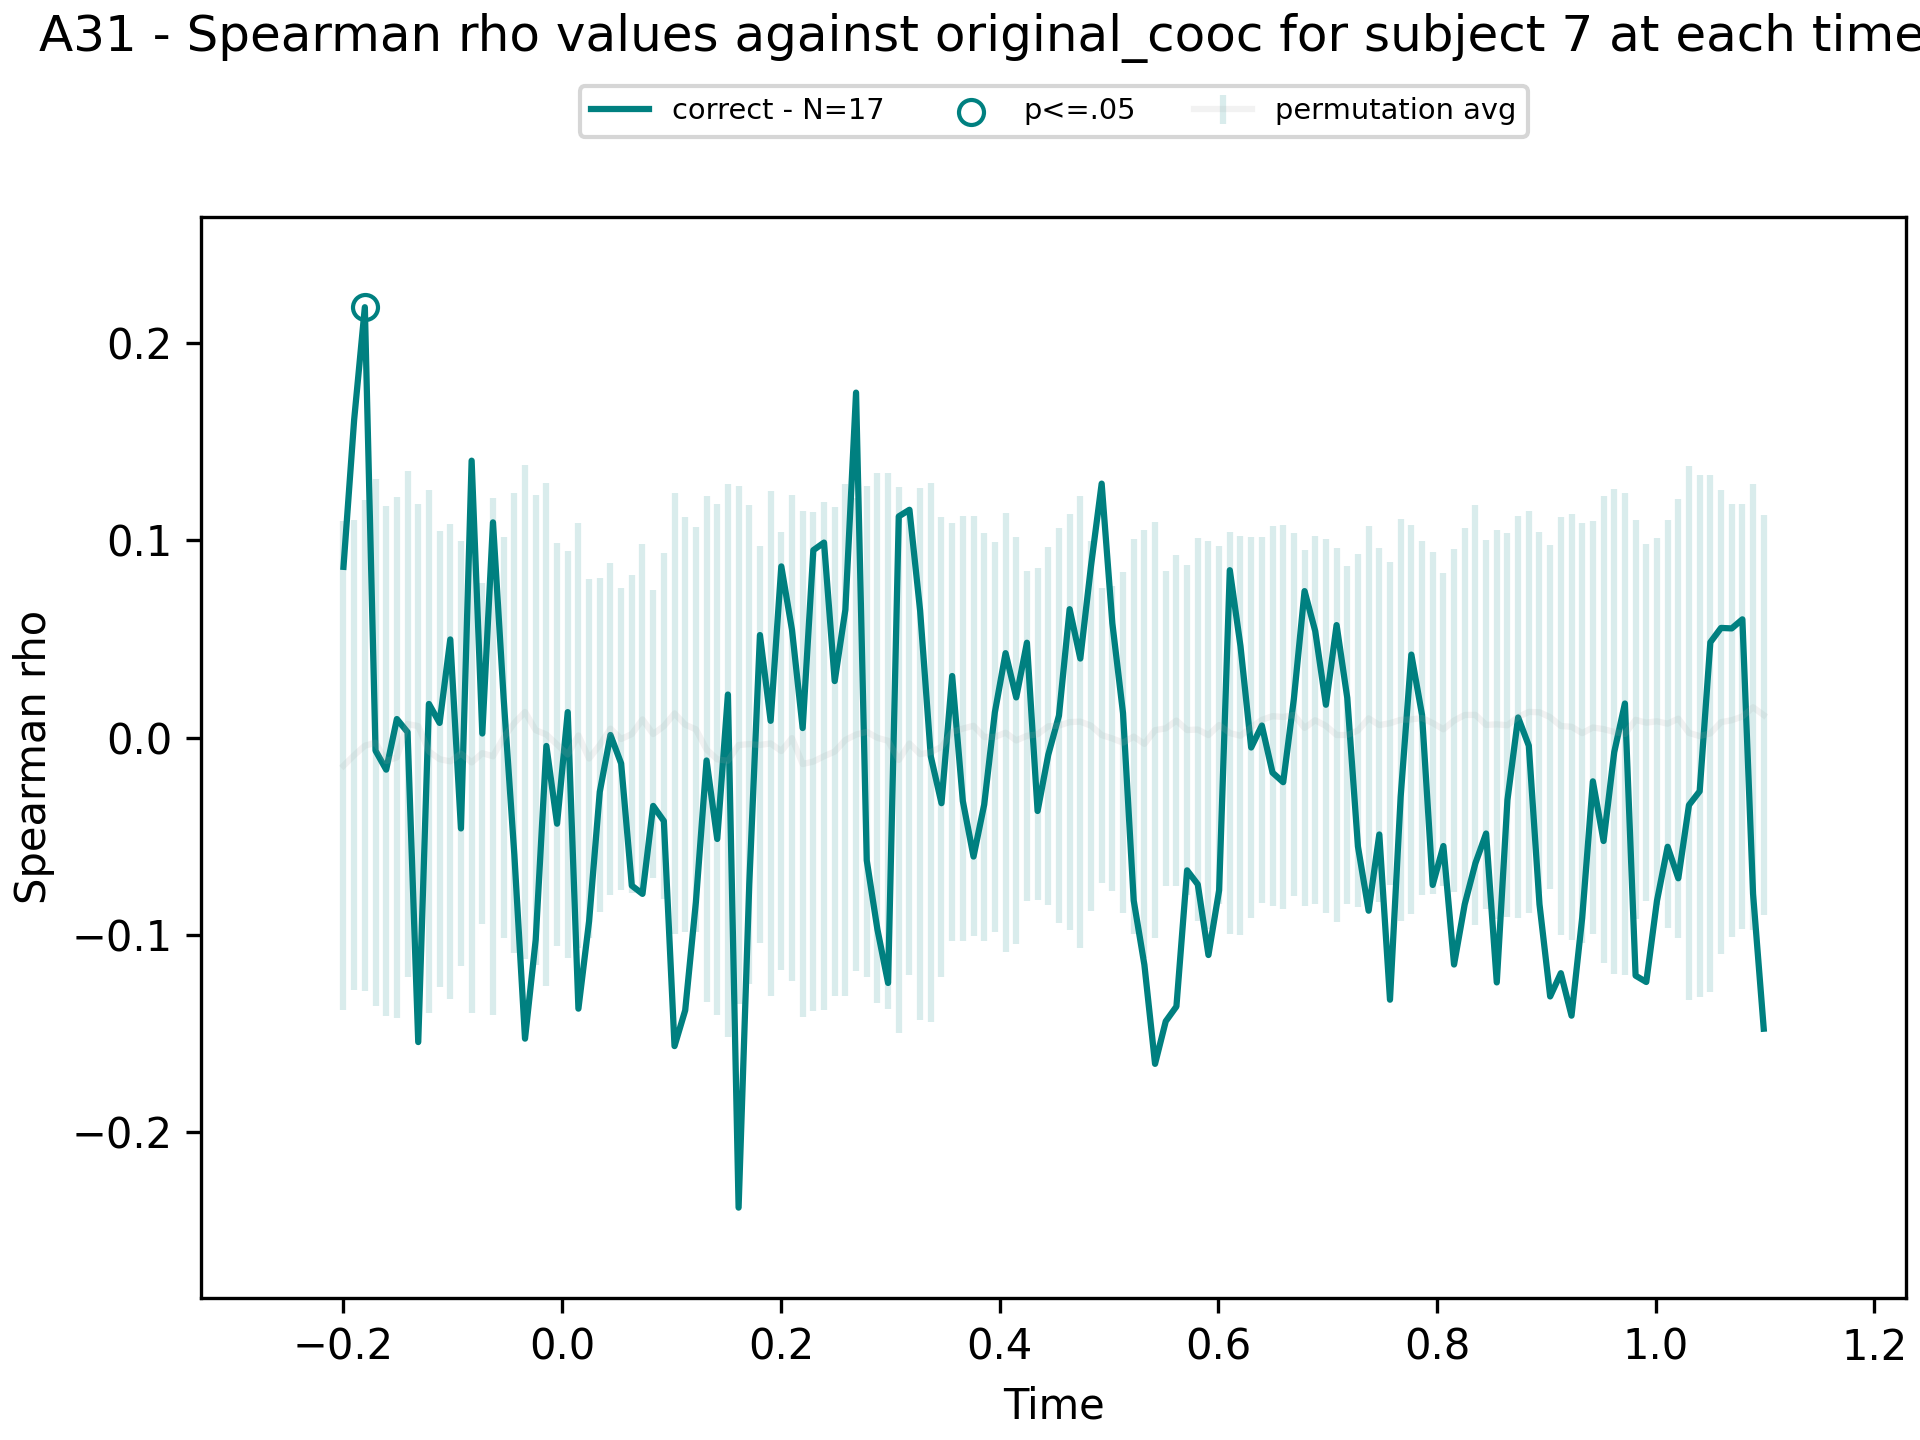 A31 - Spearman rho values against original_cooc for subject 7 at each time
correct - N=17 p<=.05 permutation avg
Spearman rho
0.2
0.1
0.0
−0.1
−0.2
−0.2 0.0 0.2 0.4 0.6 0.8 1.0 1.2
Time